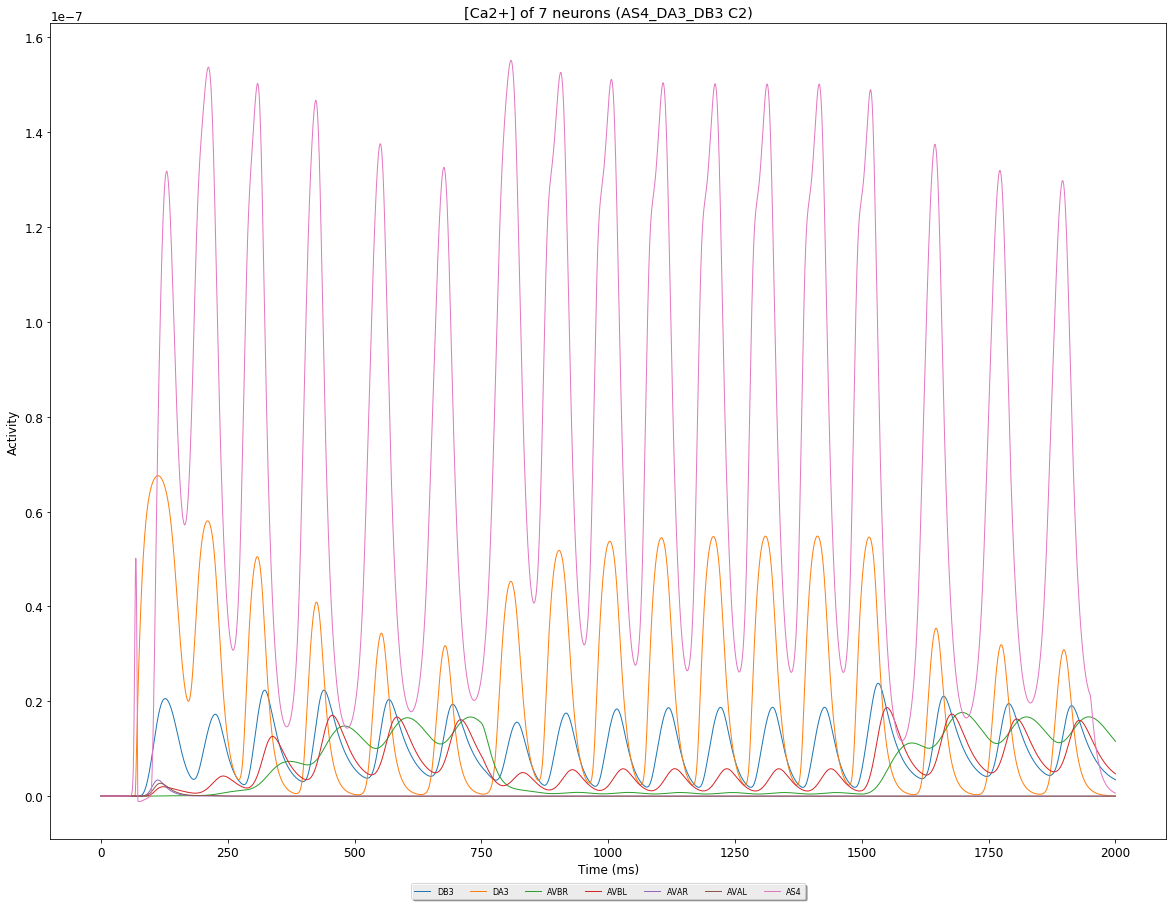 [Ca2+] of 7 neurons (AS4_DA3_DB3 C2)
1e−7
1.6
1.4
1.2
1.0
0.8
0.6
0.4
0.2
0.0
Activity
0 250 500 750 1000 1250 1500 1750 2000
Time (ms)
DB3 DA3 AVBR AVBL AVAR AVAL AS4